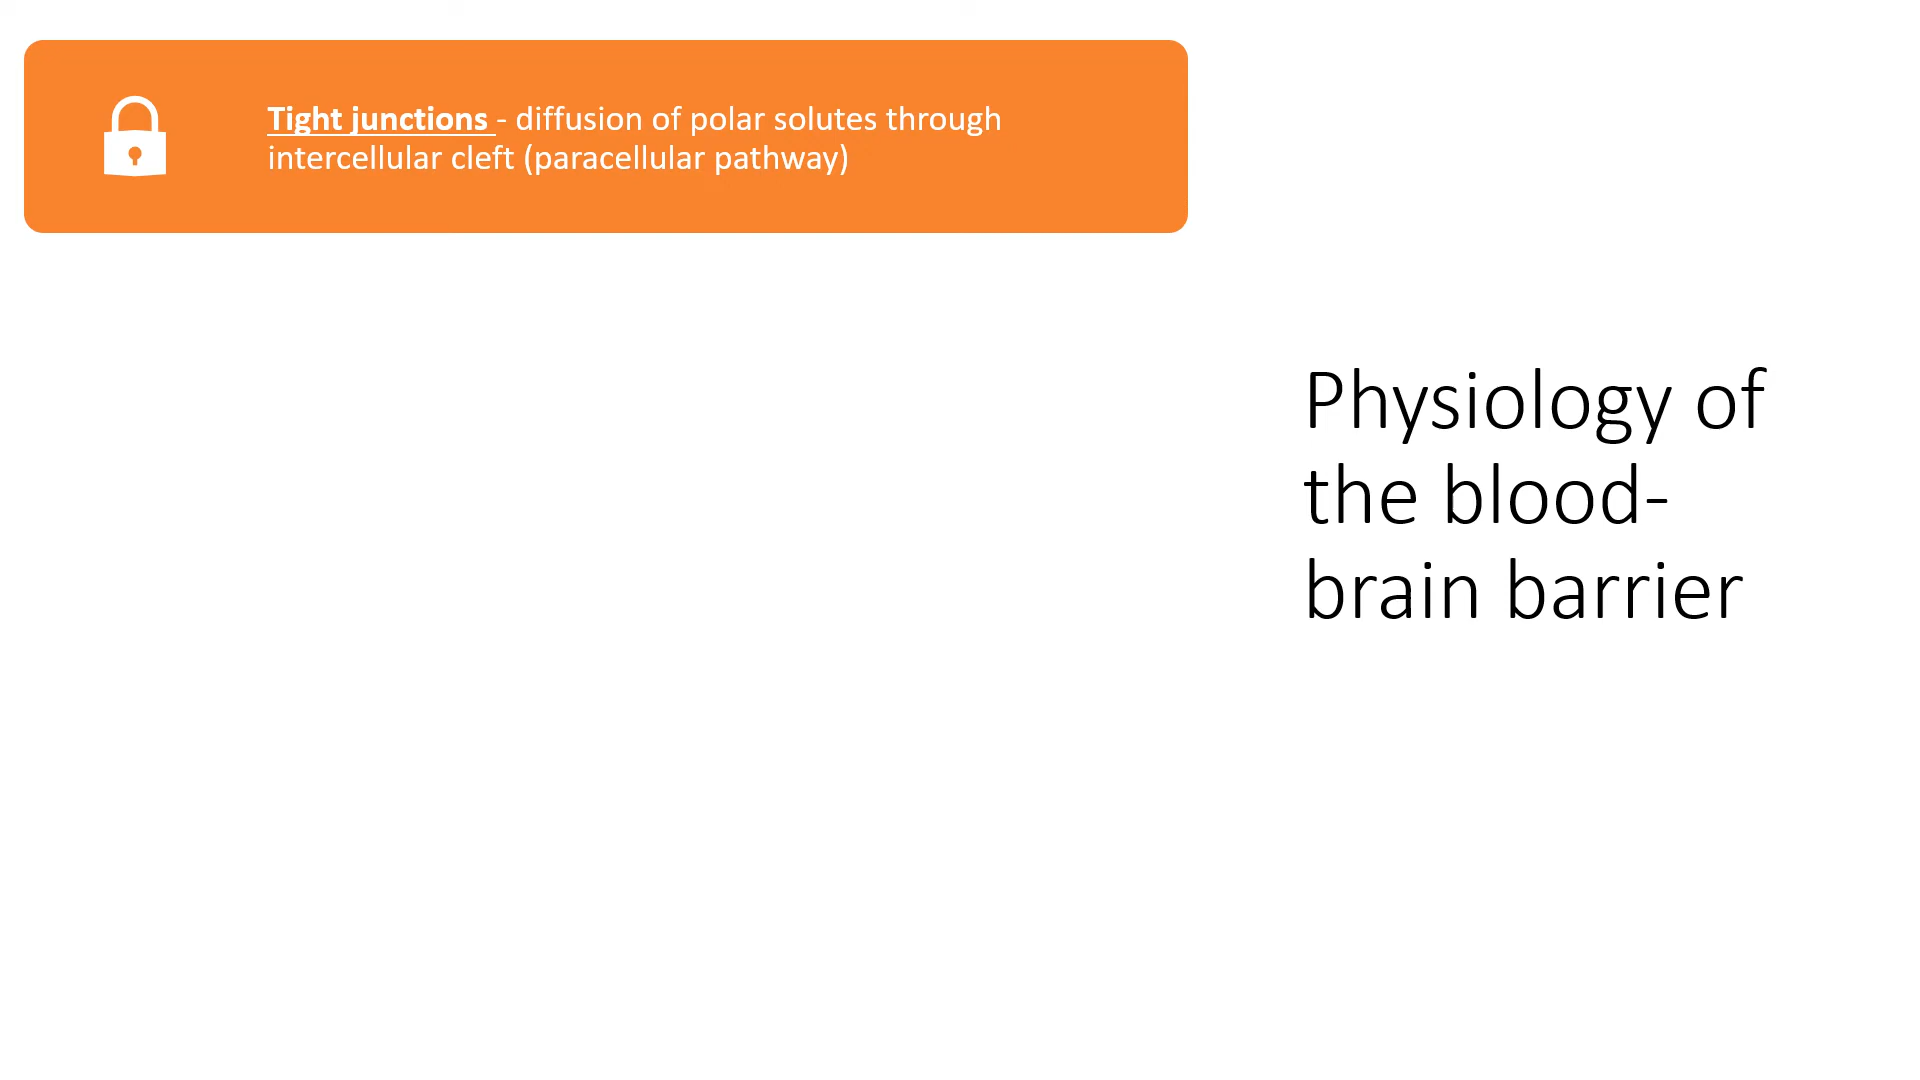 Tight junctions - diffusion of polar solutes through
intercellular cleft (paracellular pathway)
Physiology of
the blood-
brain barrier